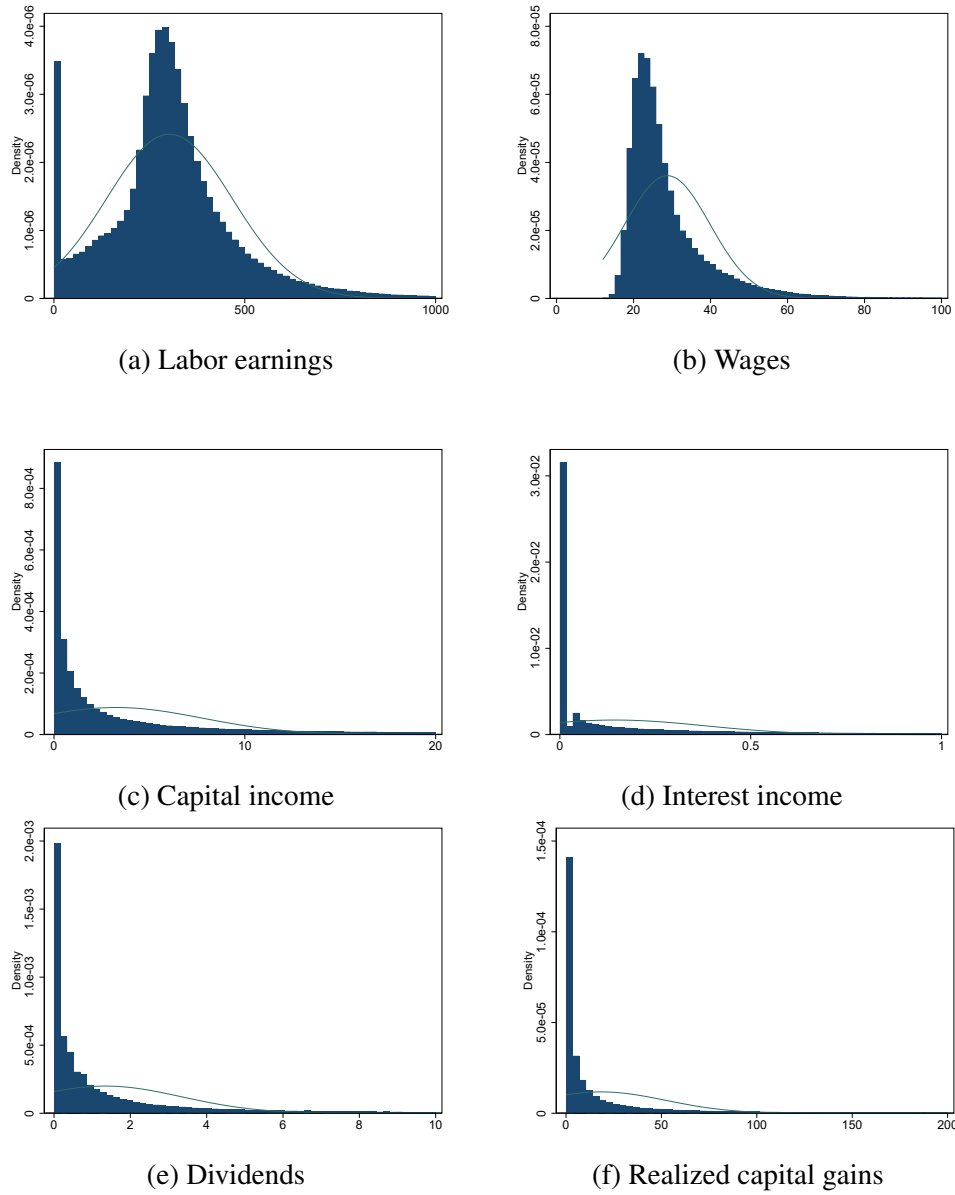 Density
0 1.0e-06 2.0e-06 3.0e-06 4.0e-06
0 500 1000
(a) Labor earnings
Density
0 2.0e-05 4.0e-05 6.0e-05 8.0e-05
0 20 40 60 80 100
(b) Wages
Density
0 2.0e-04 4.0e-04 6.0e-04 8.0e-04
0 10 20
(c) Capital income
Density
0 1.0e-02 2.0e-02 3.0e-02
0 0.5 1
(d) Interest income
Density
0 5.0e-04 1.0e-03 1.5e-03 2.0e-03
0 2 4 6 8 10
(e) Dividends
Density
0 5.0e-05 1.0e-04 1.5e-04
0 50 100 150 200
(f) Realized capital gains